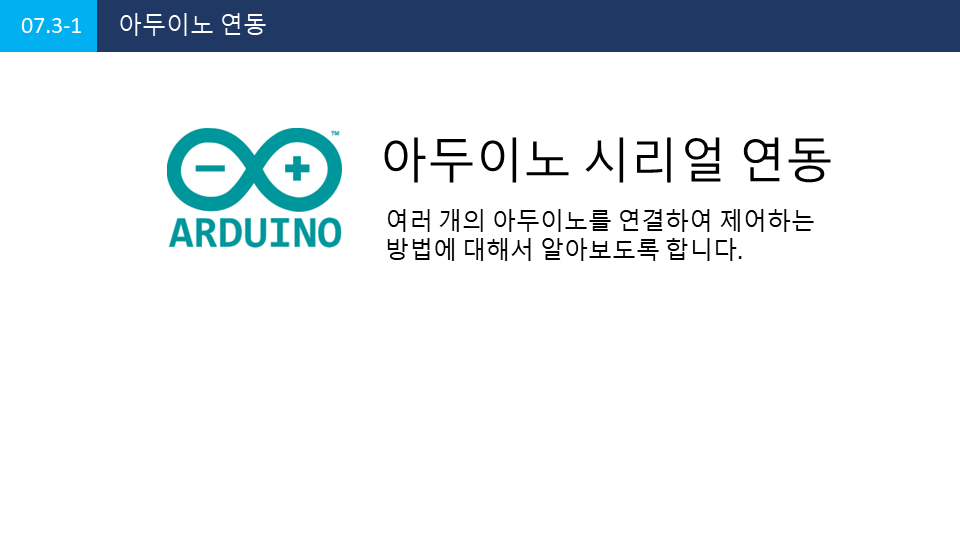 07.3-1 아두이노 연동
아두이노 시리얼 연동
여러 개의 아두이노를 연결하여 제어하는
방법에 대해서 알아보도록 합니다.
TM
ARDUINO